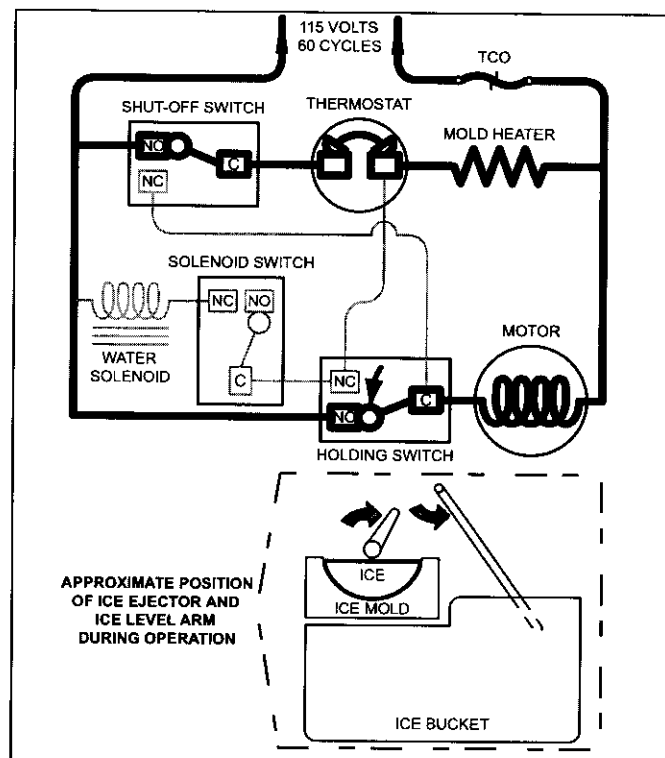 115 VOLTS
60 CYCLES
TCO
SHUT-OFF SWITCH
THERMOSTAT
MOLD HEATER
NO
C
NC
SOLENOID SWITCH
NC
NO
MOTOR
WATER
SOLENOID
C
NC
C
NO
HOLDING SWITCH
APPROXIMATE POSITION
OF ICE EJECTOR AND
ICE LEVEL ARM
DURING OPERATION
ICE
ICE MOLD
ICE BUCKET